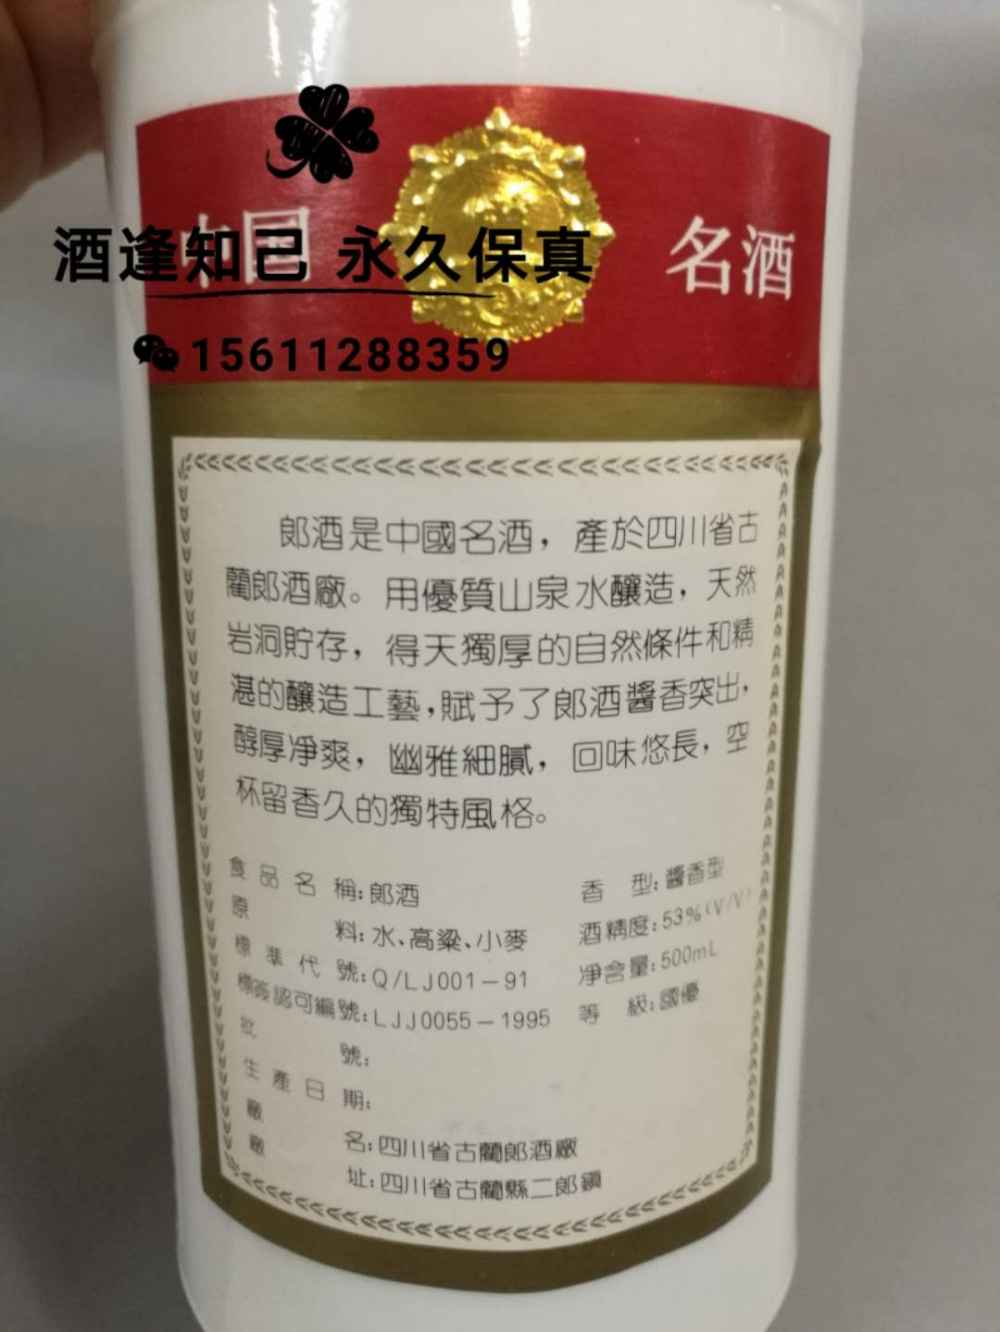 中国 名酒
酒逢知己 永久保真
15611288359
郎酒是中國名酒，產於四川省古
藺郎酒廠。用優質山泉水釀造，天然
岩洞貯存，得天獨厚的自然條件和精
湛的釀造工藝，賦予了郎酒醬香突出，
醇厚凈爽，幽雅細膩，回味悠長，空
杯留香久的獨特風格。
食品名稱：郎酒 香型：醬香型
原料：水、高粱、小麥 酒精度：53%(V/V)
標準代號：Q/LJ001－91 凈含量：500mL
標簽認可編號：LJJ0055－1995 等級：國優
批號：
生產日期：
廠名：四川省古藺郎酒廠
廠址：四川省古藺縣二郎鎮